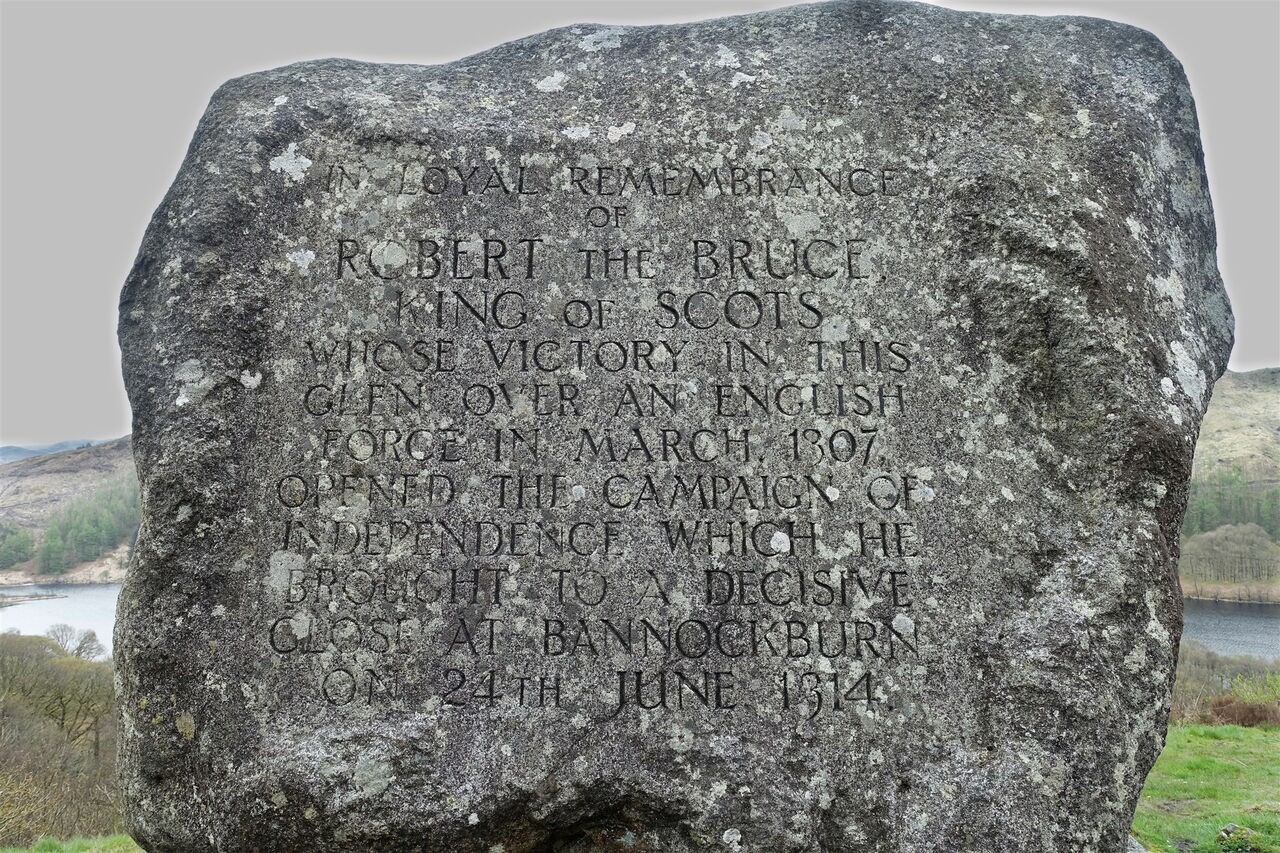 IN LOYAL REMEMBRANCE
OF
ROBERT THE BRUCE,
KING OF SCOTS
WHOSE VICTORY IN THIS
GLEN OVER AN ENGLISH
FORCE IN MARCH, 1307,
OPENED THE CAMPAIGN OF
INDEPENDENCE WHICH HE
BROUGHT TO A DECISIVE
CLOSE AT BANNOCKBURN
ON 24TH JUNE, 1314.